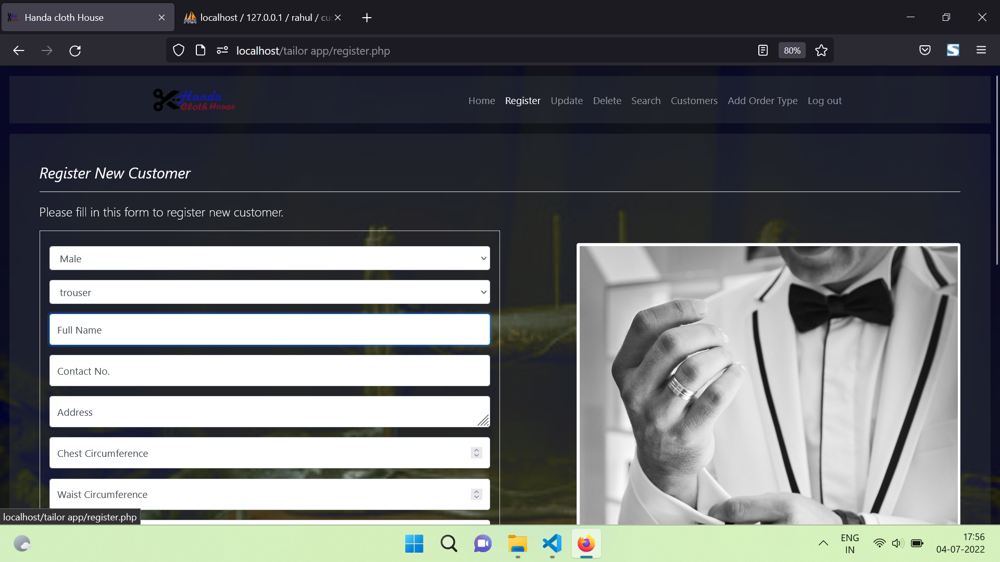 Handa cloth House
localhost / 127.0.0.1 / rahul / cu
localhost/tailor app/register.php
80%
Handa
Cloth House
Home Register Update Delete Search Customers Add Order Type Log out
Register New Customer
Please fill in this form to register new customer.
Male
trouser
Full Name
Contact No.
Address
Chest Circumference
Waist Circumference
localhost/tailor app/register.php
ENG
IN
17:56
04-07-2022